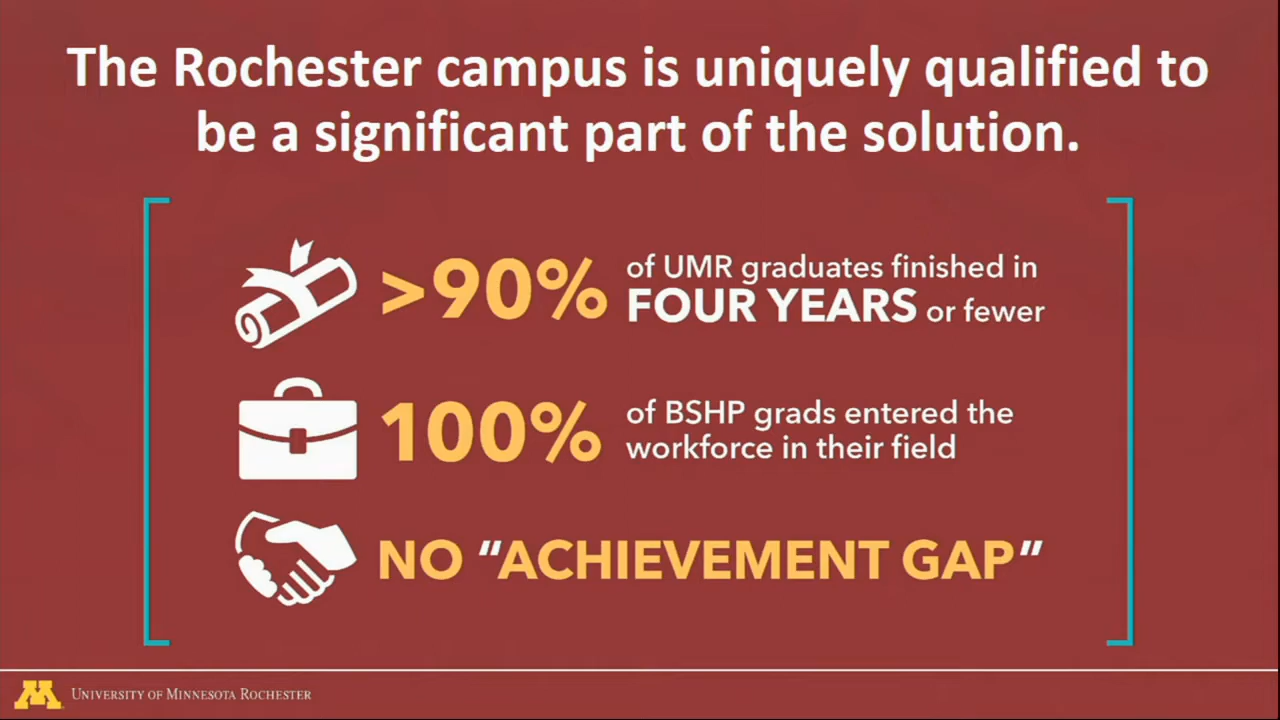 The Rochester campus is uniquely qualified to
be a significant part of the solution.
>90% of UMR graduates finished in
FOUR YEARS or fewer
100% of BSHP grads entered the
workforce in their field
NO “ACHIEVEMENT GAP”
UNIVERSITY OF MINNESOTA ROCHESTER